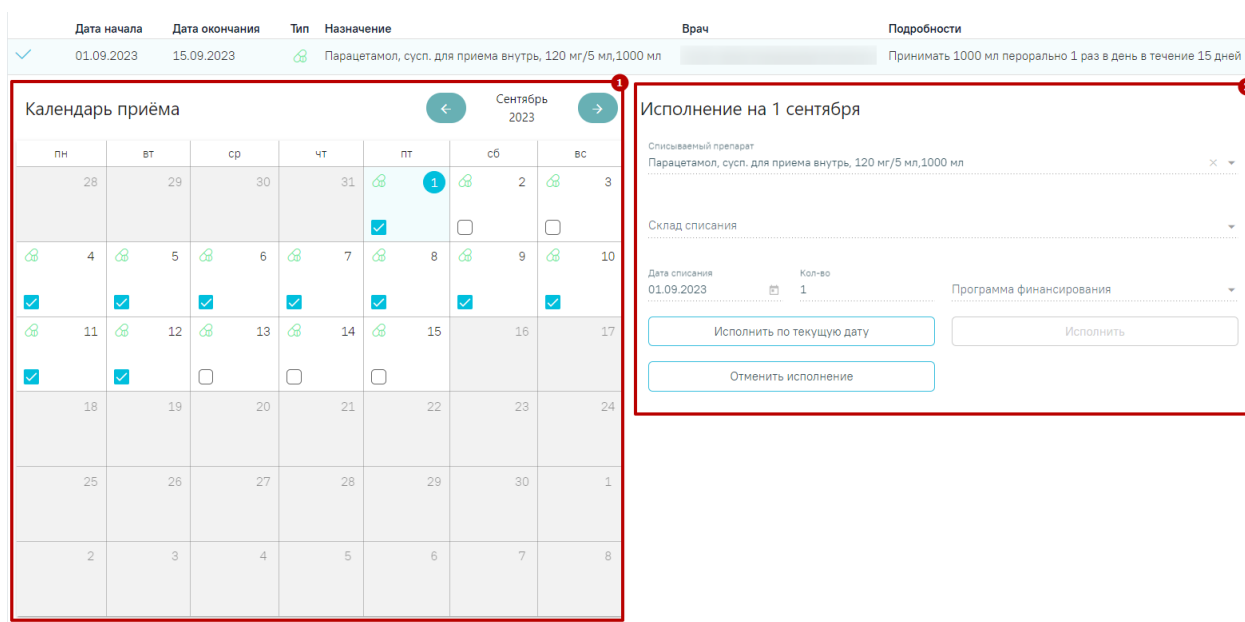 Дата начала Дата окончания Тип Назначение Врач Подробности
01.09.2023 15.09.2023 Парацетамол, сусп. для приема внутрь, 120 мг/5 мл,1000 мл Принимать 1000 мл перорально 1 раз в день в течение 15 дней
1
Календарь приёма
Сентябрь
2023
пн вт ср чт пт сб вс
28 29 30 31 1 2 3
4 5 6 7 8 9 10
11 12 13 14 15 16 17
18 19 20 21 22 23 24
25 26 27 28 29 30 1
2 3 4 5 6 7 8
Исполнение на 1 сентября
Списываемый препарат
Парацетамол, сусп. для приема внутрь, 120 мг/5 мл,1000 мл
Склад списания
Дата списания Кол-во
01.09.2023 1 Программа финансирования
Исполнить по текущую дату Исполнить
Отменить исполнение